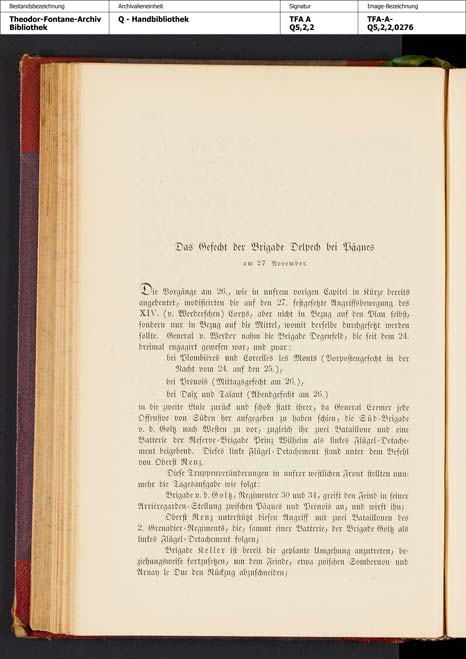 Bestandsbezeichnung Archivalieneinheit Signatur Image-Bezeichnung
Theodor-Fontane-Archiv Q - Handbibliothek TFA A TFA-A-
Bibliothek Q5,2,2 Q5,2,2,0276
Das Gefecht der Brigade Delpech bei Pâques
am 27 November.
Die Vorgänge am 26., wie in unsrem vorigen Capitel in Kürze bereits
angedeutet, modificirten die auf den 27. festgesetzte Angriffsbewegung des
XIV. (v. Werderschen) Corps, aber nicht in Bezug auf den Plan selbst,
sondern nur in Bezug auf die Mittel, womit derselbe durchgesetzt werden
sollte. General v. Werder nahm die Brigade Degenfeld, die seit dem 24.
dreimal engagirt gewesen war, und zwar:
bei Plombières und Corcelles les Monts (Vorpostengefecht in der
Nacht vom 24. auf den 25.),
bei Prénois (Mittagsgefecht am 26.),
bei Daix und Talant (Abendgefecht am 26.)
in die zweite Linie zurück und schob statt ihrer, da General Cremer jede
Offensive von Süden her aufgegeben zu haben schien, die Süd-Brigade
v. d. Goltz nach Westen zu vor, zugleich ihr zwei Bataillone und eine
Batterie der Reserve-Brigade Prinz Wilhelm als linkes Flügel-Detache-
ment beigebend. Dieses linke Flügel-Detachement stand unter dem Befehl
von Oberst Renz.
Diese Truppenveränderungen in unsrer westlichen Front stellten nun-
mehr die Tagesaufgabe wie folgt:
Brigade v. d. Goltz, Regimenter 30 und 34, greift den Feind in seiner
Arrièregarden-Stellung zwischen Pâques und Prénois an, und wirft ihn;
Oberst Renz unterstützt diesen Angriff mit zwei Bataillonen des
2. Grenadier-Regiments, die, sammt einer Batterie, der Brigade Goltz als
linkes Flügel-Detachement folgen;
Brigade Keller ist bereit die geplante Umgehung anzutreten, be-
ziehungsweise fortzusetzen, um dem Feinde, etwa zwischen Sombernon und
Arnay le Duc den Rückzug abzuschneiden;